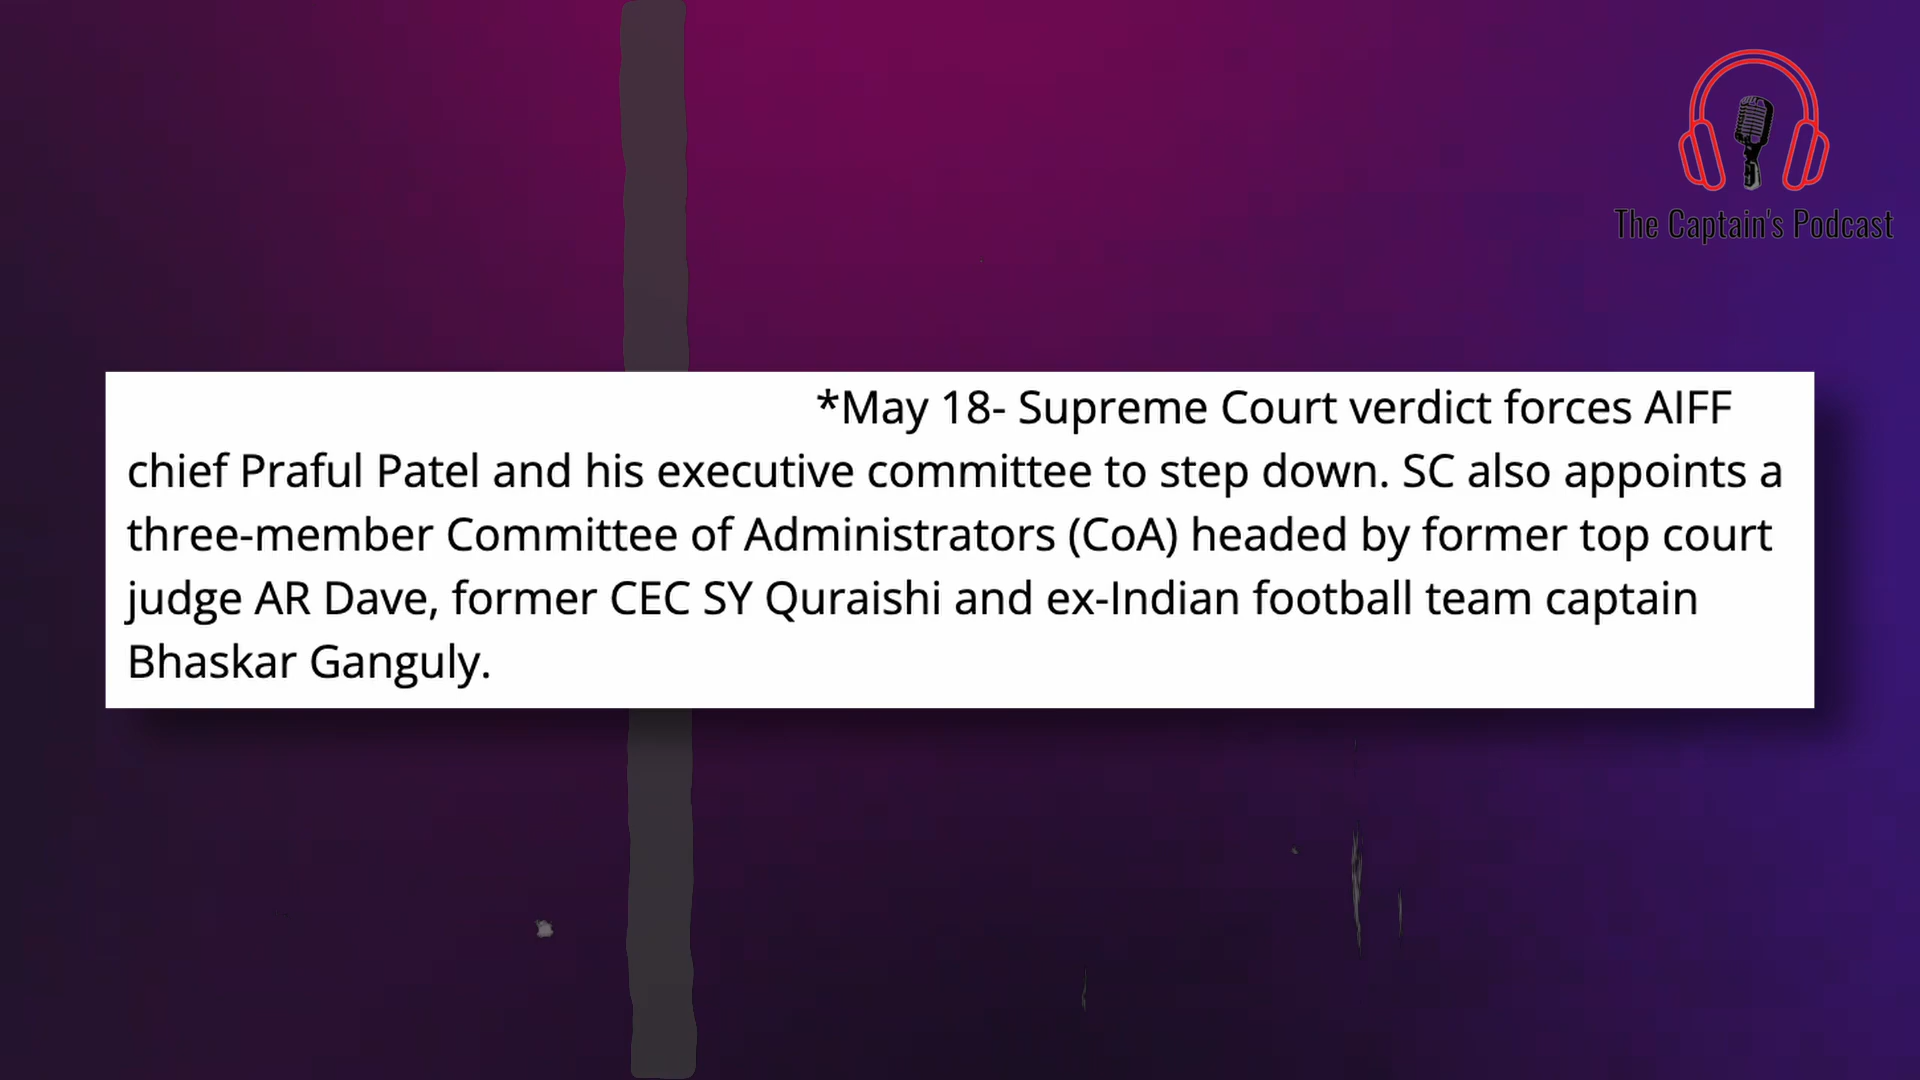 The Captain's Podcast
*May 18- Supreme Court verdict forces AIFF
chief Praful Patel and his executive committee to step down. SC also appoints a
three-member Committee of Administrators (CoA) headed by former top court
judge AR Dave, former CEC SY Quraishi and ex-Indian football team captain
Bhaskar Ganguly.